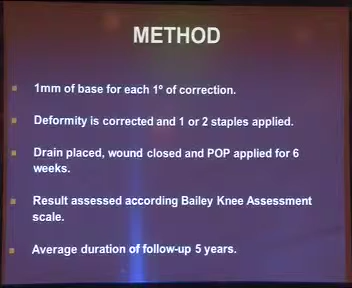 METHOD
1mm of base for each 1º of correction.
Deformity is corrected and 1 or 2 staples applied.
Drain placed, wound closed and POP applied for 6
weeks.
Result assessed according Bailey Knee Assessment
scale.
Average duration of follow-up 5 years.